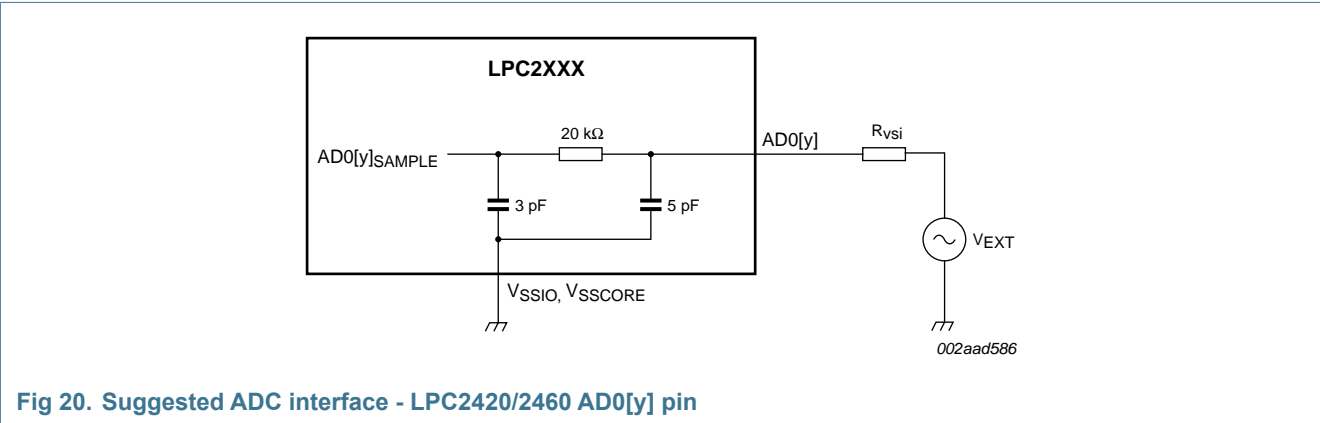 LPC2XXX
20 kΩ
AD0[y]SAMPLE
AD0[y]
Rvsi
3 pF
5 pF
VEXT
VSSIO, VSSCORE
002aad586
Fig 20. Suggested ADC interface - LPC2420/2460 AD0[y] pin